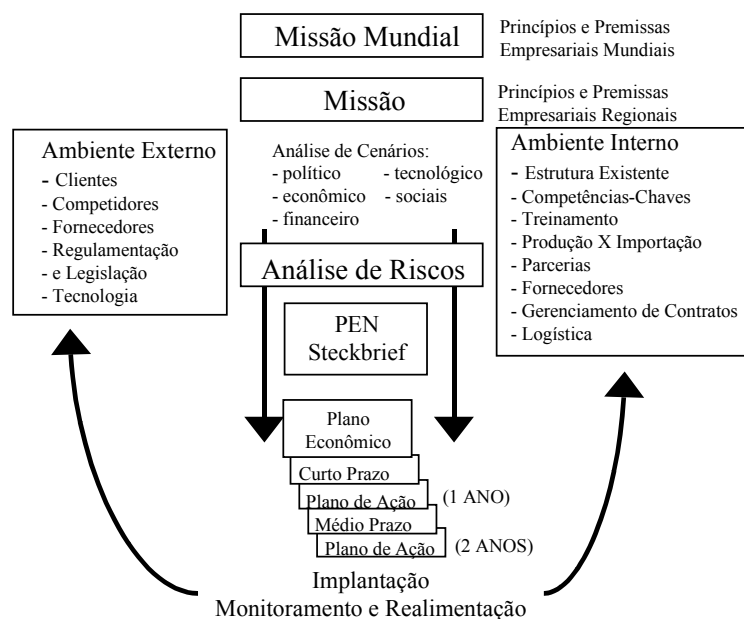 Missão Mundial
Princípios e Premissas
Empresariais Mundiais
Missão
Princípios e Premissas
Empresariais Regionais
Ambiente Externo
- Clientes
- Competidores
- Fornecedores
- Regulamentação
- e Legislação
- Tecnologia
Análise de Cenários:
- político - tecnológico
- econômico - sociais
- financeiro
Ambiente Interno
- Estrutura Existente
- Competências-Chaves
- Treinamento
- Produção X Importação
- Parcerias
- Fornecedores
- Gerenciamento de Contratos
- Logística
Análise de Riscos
PEN
Steckbrief
Plano
Econômico
Curto Prazo
Plano de Ação (1 ANO)
Médio Prazo
Plano de Ação (2 ANOS)
Implantação
Monitoramento e Realimentação